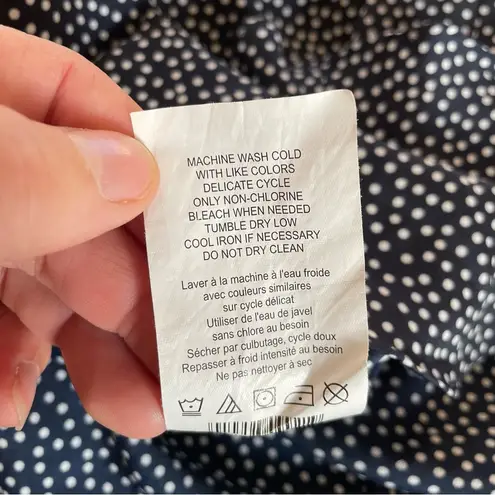 MACHINE WASH COLD
WITH LIKE COLORS
DELICATE CYCLE
ONLY NON-CHLORINE
BLEACH WHEN NEEDED
TUMBLE DRY LOW
COOL IRON IF NECESSARY
DO NOT DRY CLEAN
Laver à la machine à l'eau froide
avec couleurs similaires
sur cycle délicat
Utiliser de l'eau de javel
sans chlore au besoin
Sécher par culbutage, cycle doux
Repasser à froid intensité au besoin
Ne pas nettoyer à sec